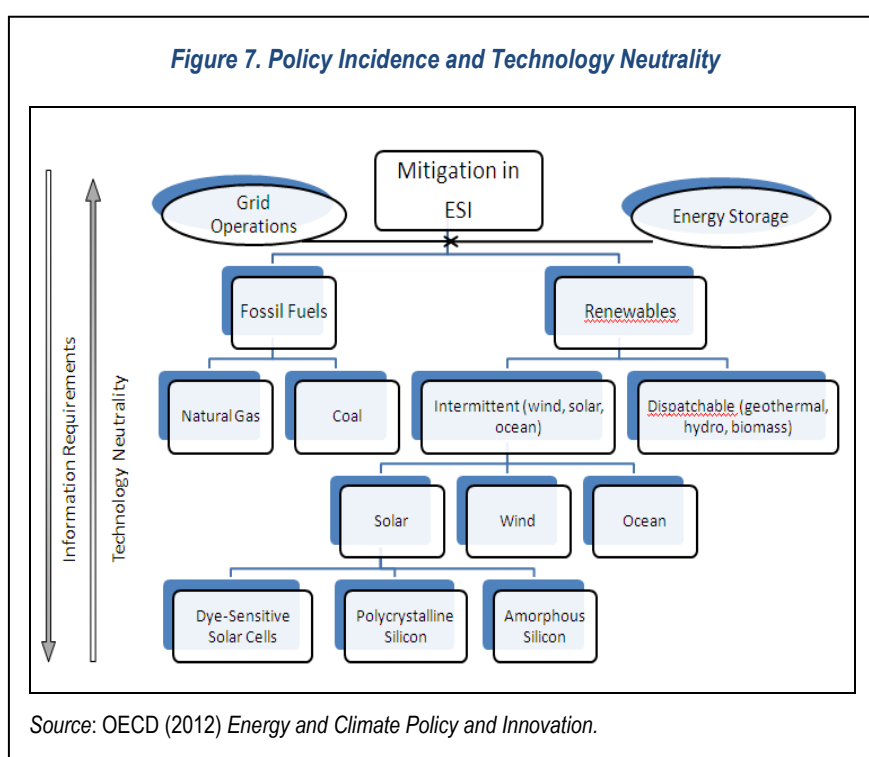 Figure 7. Policy Incidence and Technology Neutrality
Mitigation in
ESI
Grid
Operations
Energy Storage
Fossil Fuels
Renewables
Natural Gas
Coal
Intermittent (wind, solar,
ocean)
Dispatchable (geothermal,
hydro, biomass)
Solar
Wind
Ocean
Dye-Sensitive
Solar Cells
Polycrystalline
Silicon
Amorphous
Silicon
Information Requirements
Technology Neutrality
Source: OECD (2012) Energy and Climate Policy and Innovation.